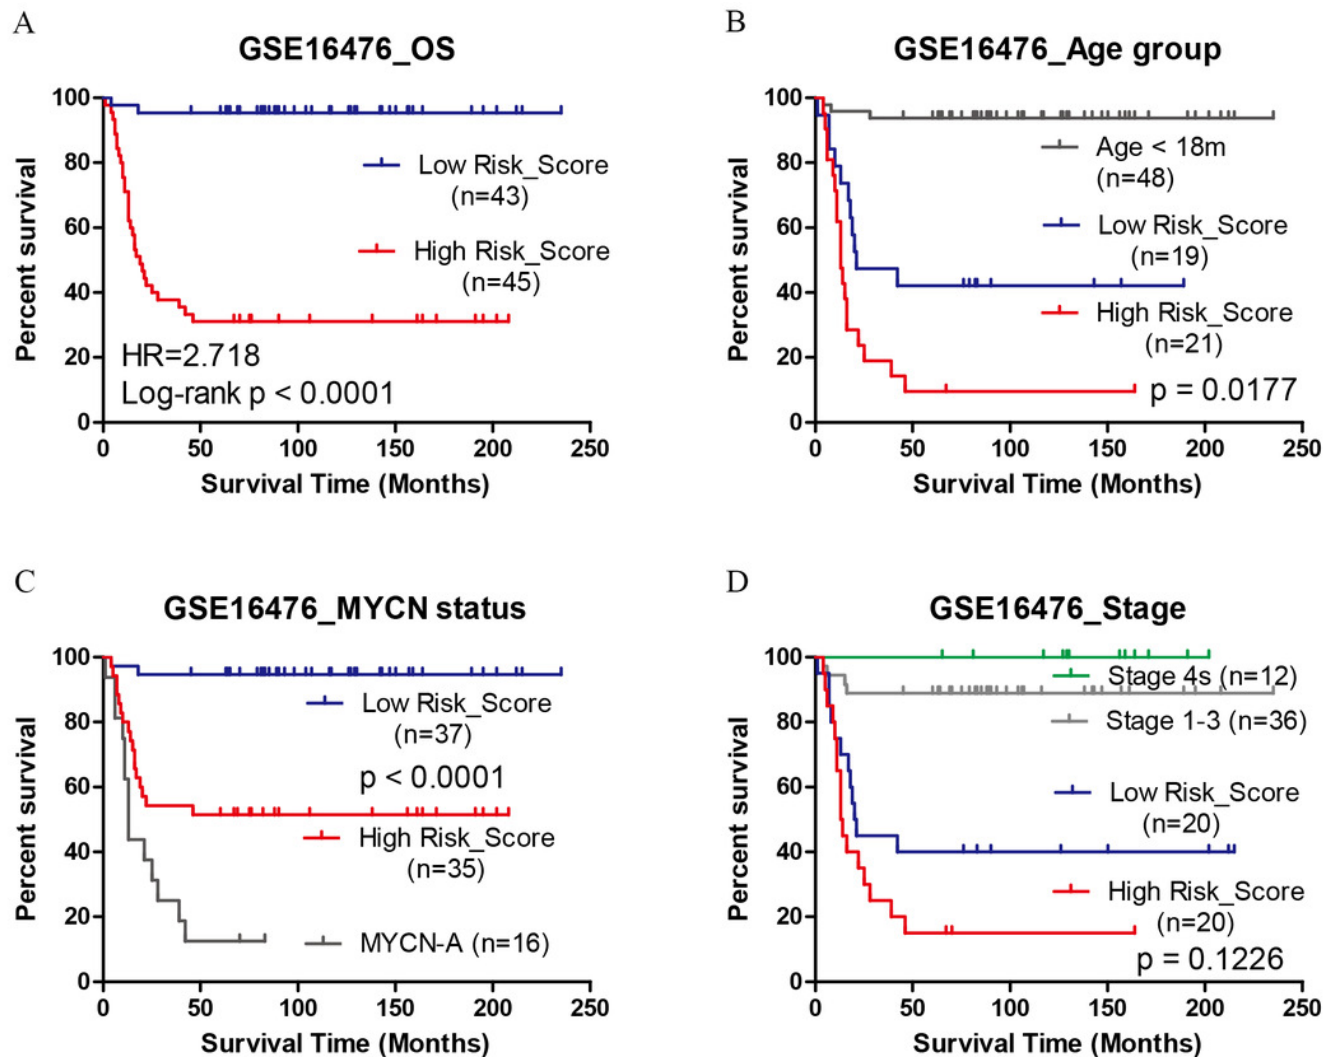 A
GSE16476_OS
Percent survival
100
80
60
40
20
0
Low Risk_Score
(n=43)
High Risk_Score
(n=45)
HR=2.718
Log-rank p < 0.0001
0 50 100 150 200 250
Survival Time (Months)
B
GSE16476_Age group
Percent survival
100
80
60
40
20
0
Age < 18m
(n=48)
Low Risk_Score
(n=19)
High Risk_Score
(n=21)
p = 0.0177
0 50 100 150 200 250
Survival Time (Months)
C
GSE16476_MYCN status
Percent survival
100
80
60
40
20
0
Low Risk_Score
(n=37)
p < 0.0001
High Risk_Score
(n=35)
MYCN-A (n=16)
0 50 100 150 200 250
Survival Time (Months)
D
GSE16476_Stage
Percent survival
100
80
60
40
20
0
Stage 4s (n=12)
Stage 1-3 (n=36)
Low Risk_Score
(n=20)
High Risk_Score
(n=20)
p = 0.1226
0 50 100 150 200 250
Survival Time (Months)